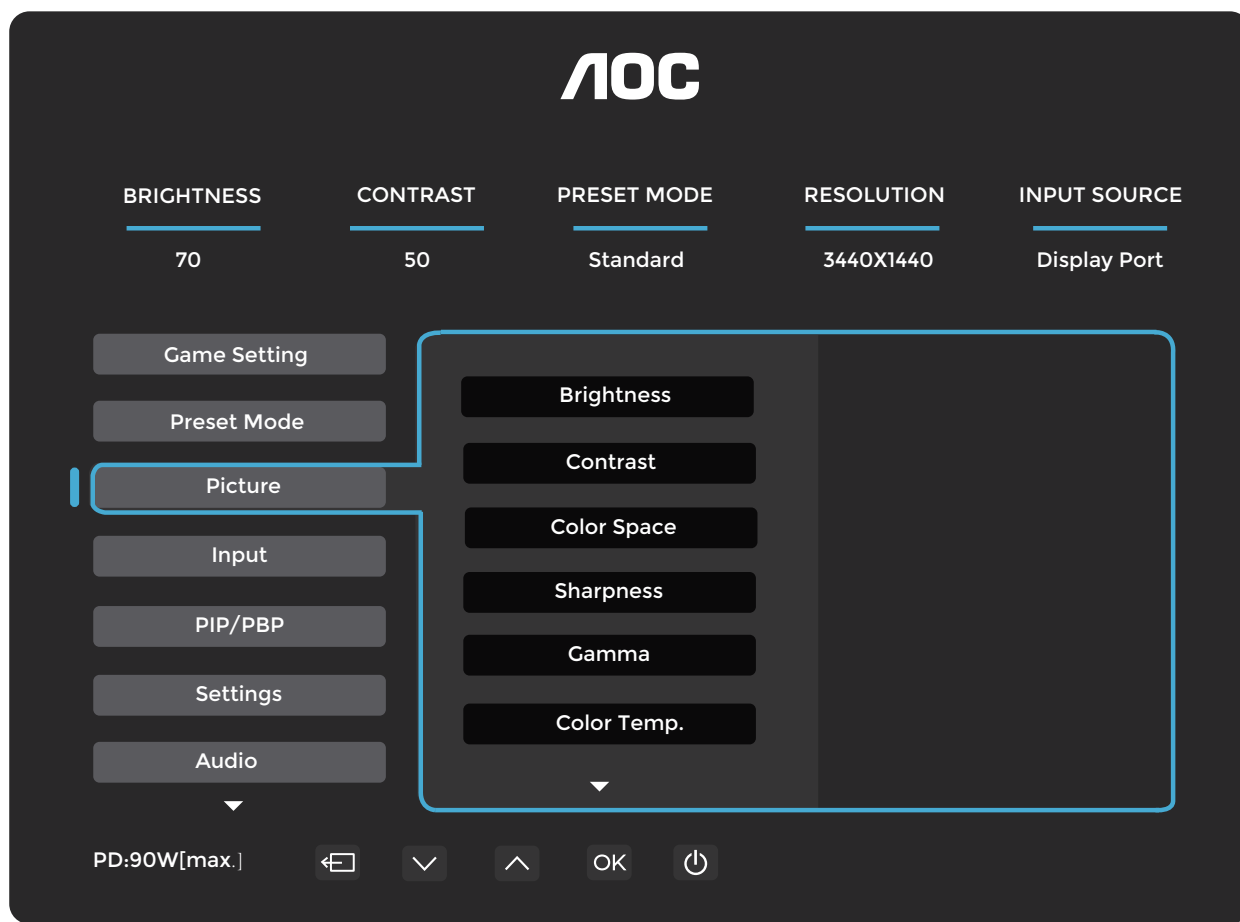 AOC
BRIGHTNESS CONTRAST PRESET MODE RESOLUTION INPUT SOURCE
70 50 Standard 3440X1440 Display Port
Game Setting
Preset Mode
Picture
Input
PIP/PBP
Settings
Audio
Brightness
Contrast
Color Space
Sharpness
Gamma
Color Temp.
PD:90W[max.]
OK